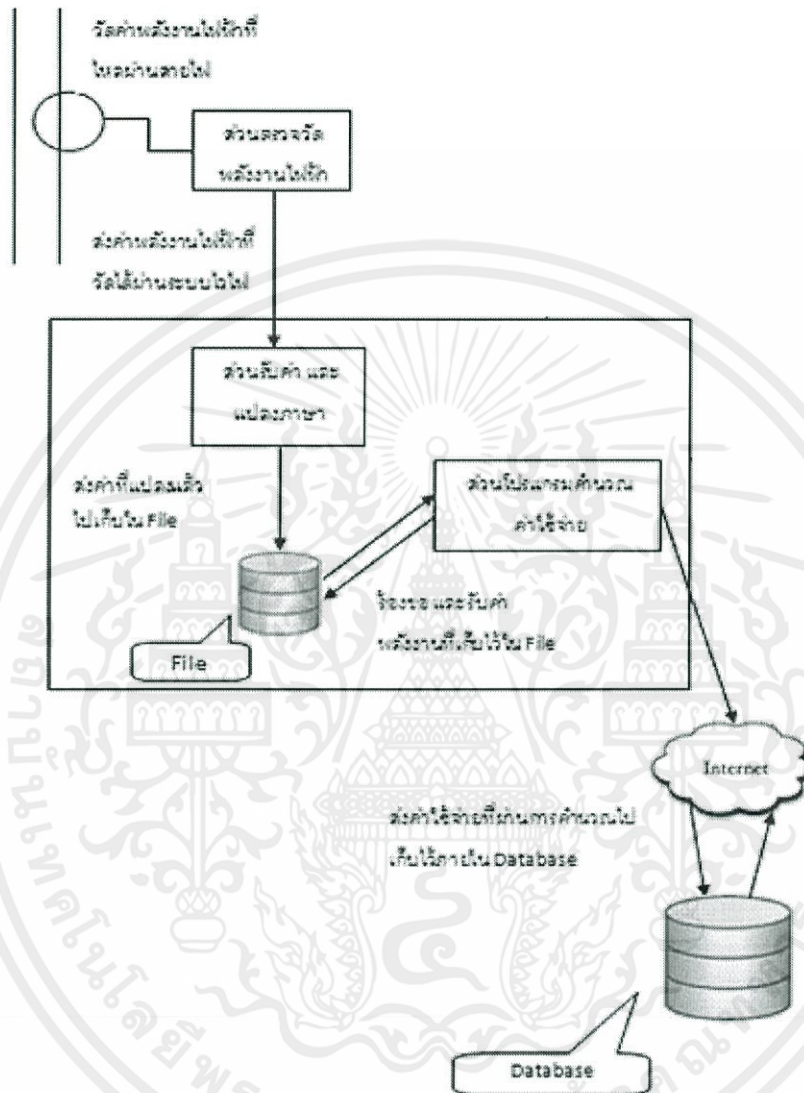 วัดค่าพลังงานไฟฟ้าที่
ไหลผ่านสายไฟ
ส่วนตรวจวัด
พลังงานไฟฟ้า
ส่งค่าพลังงานไฟฟ้าที่
วัดได้ผ่านระบบไวไฟ
ส่วนรับค่า และ
แปลงภาษา
ส่งค่าที่แปลงแล้ว
ไปเก็บใน File
ส่วนโปรแกรมคำนวณ
ค่าใช้จ่าย
ร้องขอ และรับค่า
พลังงานที่เก็บไว้ใน File
File
Internet
ส่งค่าใช้จ่ายที่ผ่านการคำนวณไป
เก็บไว้ภายใน Database
Database